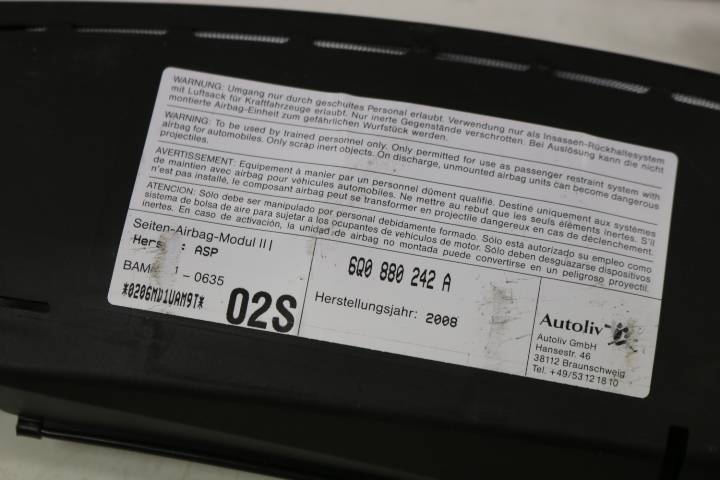 WARNUNG: Umgang nur durch geschultes Personal erlaubt. Verwendung nur als Insassen-Rückhaltesystem
mit Luftsack für Kraftfahrzeuge erlaubt. Nur inerte Gegenstände verschrotten. Bei Auslösung kann die nicht
montierte Airbag-Einheit zum gefährlichen Wurfstück werden.
WARNING: To be used by trained personnel only. Only permitted for use as passenger restraint system with
airbag for automobiles. Only scrap inert objects. On discharge, unmounted airbag units can become dangerous
projectiles.
AVERTISSEMENT: Equipement à manier par un personnel dûment qualifié. Destiné uniquement aux systèmes
de maintien avec airbag pour véhicules automobiles. Ne mettre au rebut que les seuls éléments inertes. S'il
n'est pas installé, le composant airbag peut se transformer en projectile dangereux en cas de déclenchement.
ATENCION: Sólo debe ser manipulado por personal debidamente formado. Sólo está autorizado su empleo como
sistema de bolsa de aire para sujetar a los ocupantes de vehículos de motor. Sólo deben desguazarse dispositivos
inertes. En caso de activación, la unidad de airbag no montada puede convertirse en un peligroso proyectil
Seiten-Airbag-Modul III
: ASP
1 - 0635
*0206MD1UAM9T*
02S
6Q0 880 242 A
Herstellungsjahr: 2008
Autoliv
Autoliv GmbH
Hansestr. 46
38112 Braunschweig
Tel. +49/53 12 18 10